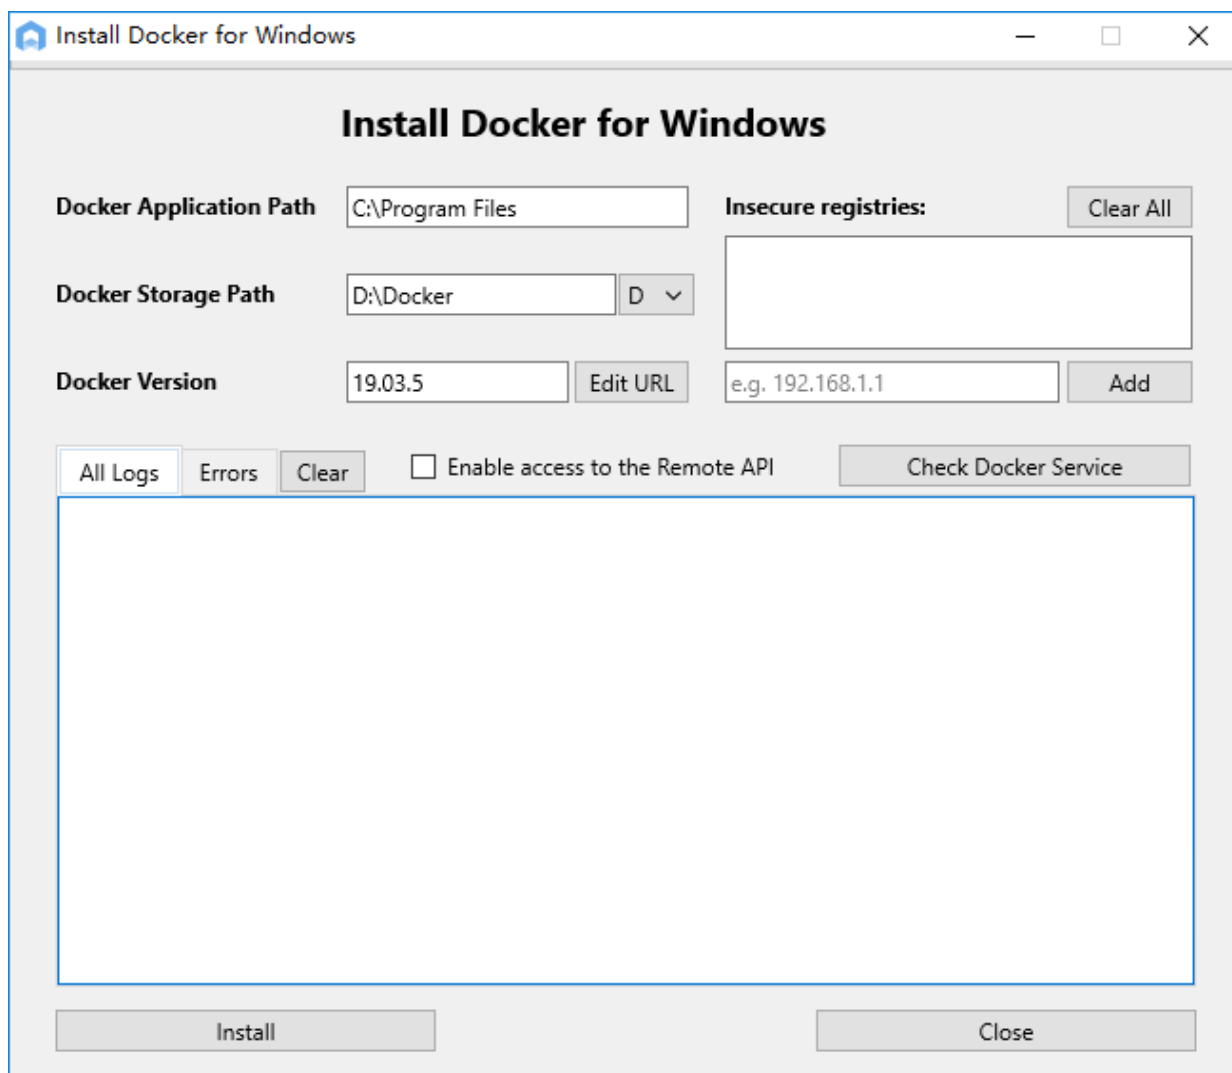 Install Docker for Windows
Install Docker for Windows
Docker Application Path C:\Program Files Insecure registries: Clear All
Docker Storage Path D:\Docker D
Docker Version 19.03.5 Edit URL e.g. 192.168.1.1 Add
All Logs Errors Clear Enable access to the Remote API Check Docker Service
Install Close